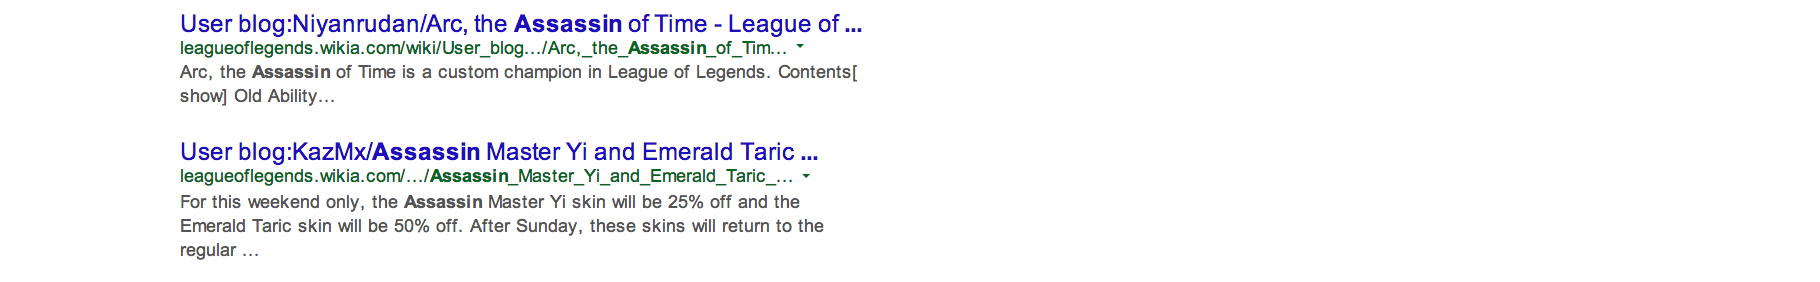 User blog:Niyanrudan/Arc, the Assassin of Time - League of ...
leagueoflegends.wikia.com/wiki/User_blog.../Arc,_the_Assassin_of_Tim...
Arc, the Assassin of Time is a custom champion in League of Legends. Contents[
show] Old Ability...
User blog:KazMx/Assassin Master Yi and Emerald Taric ...
leagueoflegends.wikia.com/.../Assassin_Master_Yi_and_Emerald_Taric_...
For this weekend only, the Assassin Master Yi skin will be 25% off and the
Emerald Taric skin will be 50% off. After Sunday, these skins will return to the
regular ...